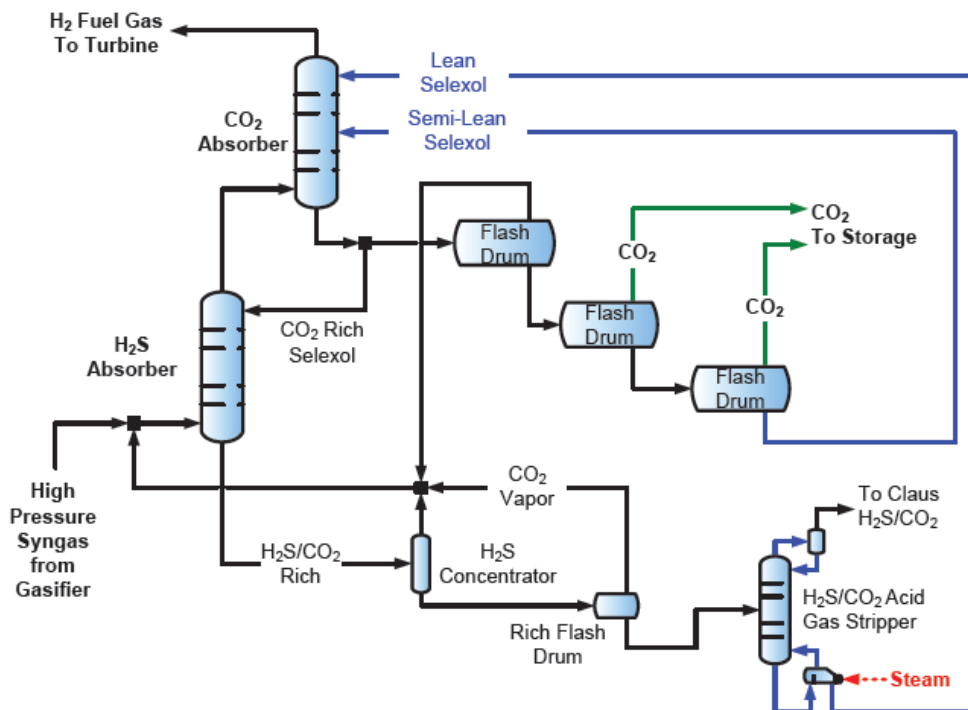 H₂ Fuel Gas
To Turbine
Lean
Selexol
CO₂
Absorber
Semi-Lean
Selexol
Flash
Drum
CO₂
CO₂
To Storage
Flash
Drum
CO₂
Flash
Drum
CO₂ Rich
Selexol
H₂S
Absorber
High
Pressure
Syngas
from
Gasifier
CO₂
Vapor
H₂S/CO₂
Rich
H₂S
Concentrator
Rich Flash
Drum
To Claus
H₂S/CO₂
H₂S/CO₂ Acid
Gas Stripper
Steam